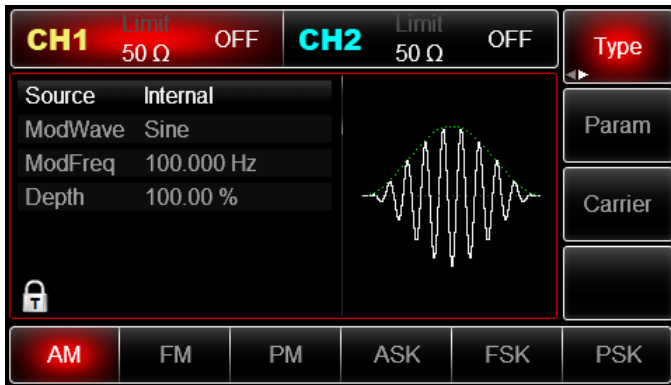 CH1 Limit 50 Ω OFF CH2 Limit 50 Ω OFF Type
Source Internal
ModWave Sine
ModFreq 100.000 Hz
Depth 100.00 %
T
Param
Carrier
AM FM PM ASK FSK PSK